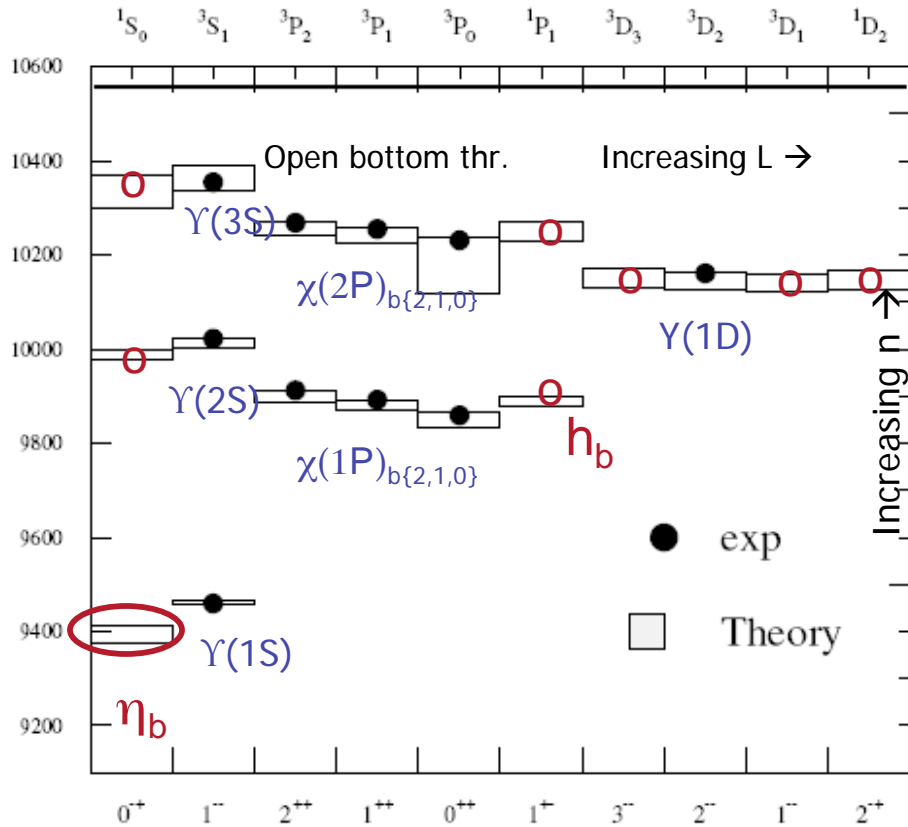 ¹S₀ ³S₁ ³P₂ ³P₁ ³P₀ ¹P₁ ³D₃ ³D₂ ³D₁ ¹D₂
10600
10400
Open bottom thr. Increasing L →
O
ϒ(3S)
10200
O
O O O
χ(2P)b{2,1,0}
ϒ(1D)
10000
O
ϒ(2S)
O
9800
χ(1P)b{2,1,0}
hb
Increasing n →
9600
exp
9400
ϒ(1S)
Theory
ηb
9200
0⁻⁺ 1⁻⁻ 2⁺⁺ 1⁺⁺ 0⁺⁺ 1⁺⁻ 3⁻⁻ 2⁻⁻ 1⁻⁻ 2⁻⁺